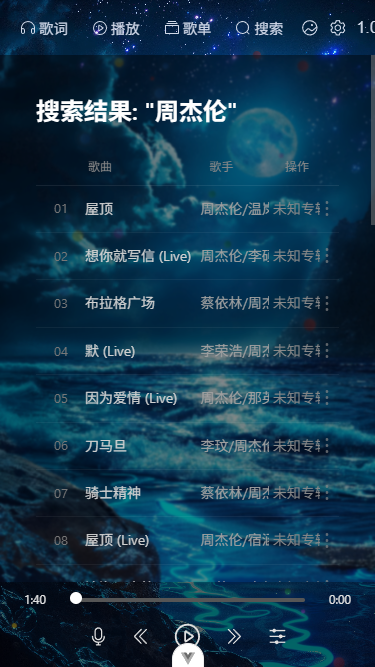 歌词 播放 歌单 搜索 1.0
搜索结果: "周杰伦"
歌曲 歌手 操作
01 屋顶 周杰伦/温岚 未知专辑
02 想你就写信 (Live) 周杰伦/李硕 未知专辑
03 布拉格广场 蔡依林/周杰 未知专辑
04 默 (Live) 李荣浩/周杰 未知专辑
05 因为爱情 (Live) 周杰伦/那英 未知专辑
06 刀马旦 李玟/周杰伦 未知专辑
07 骑士精神 蔡依林/周杰 未知专辑
08 屋顶 (Live) 周杰伦/宿涵 未知专辑
1:40 0:00